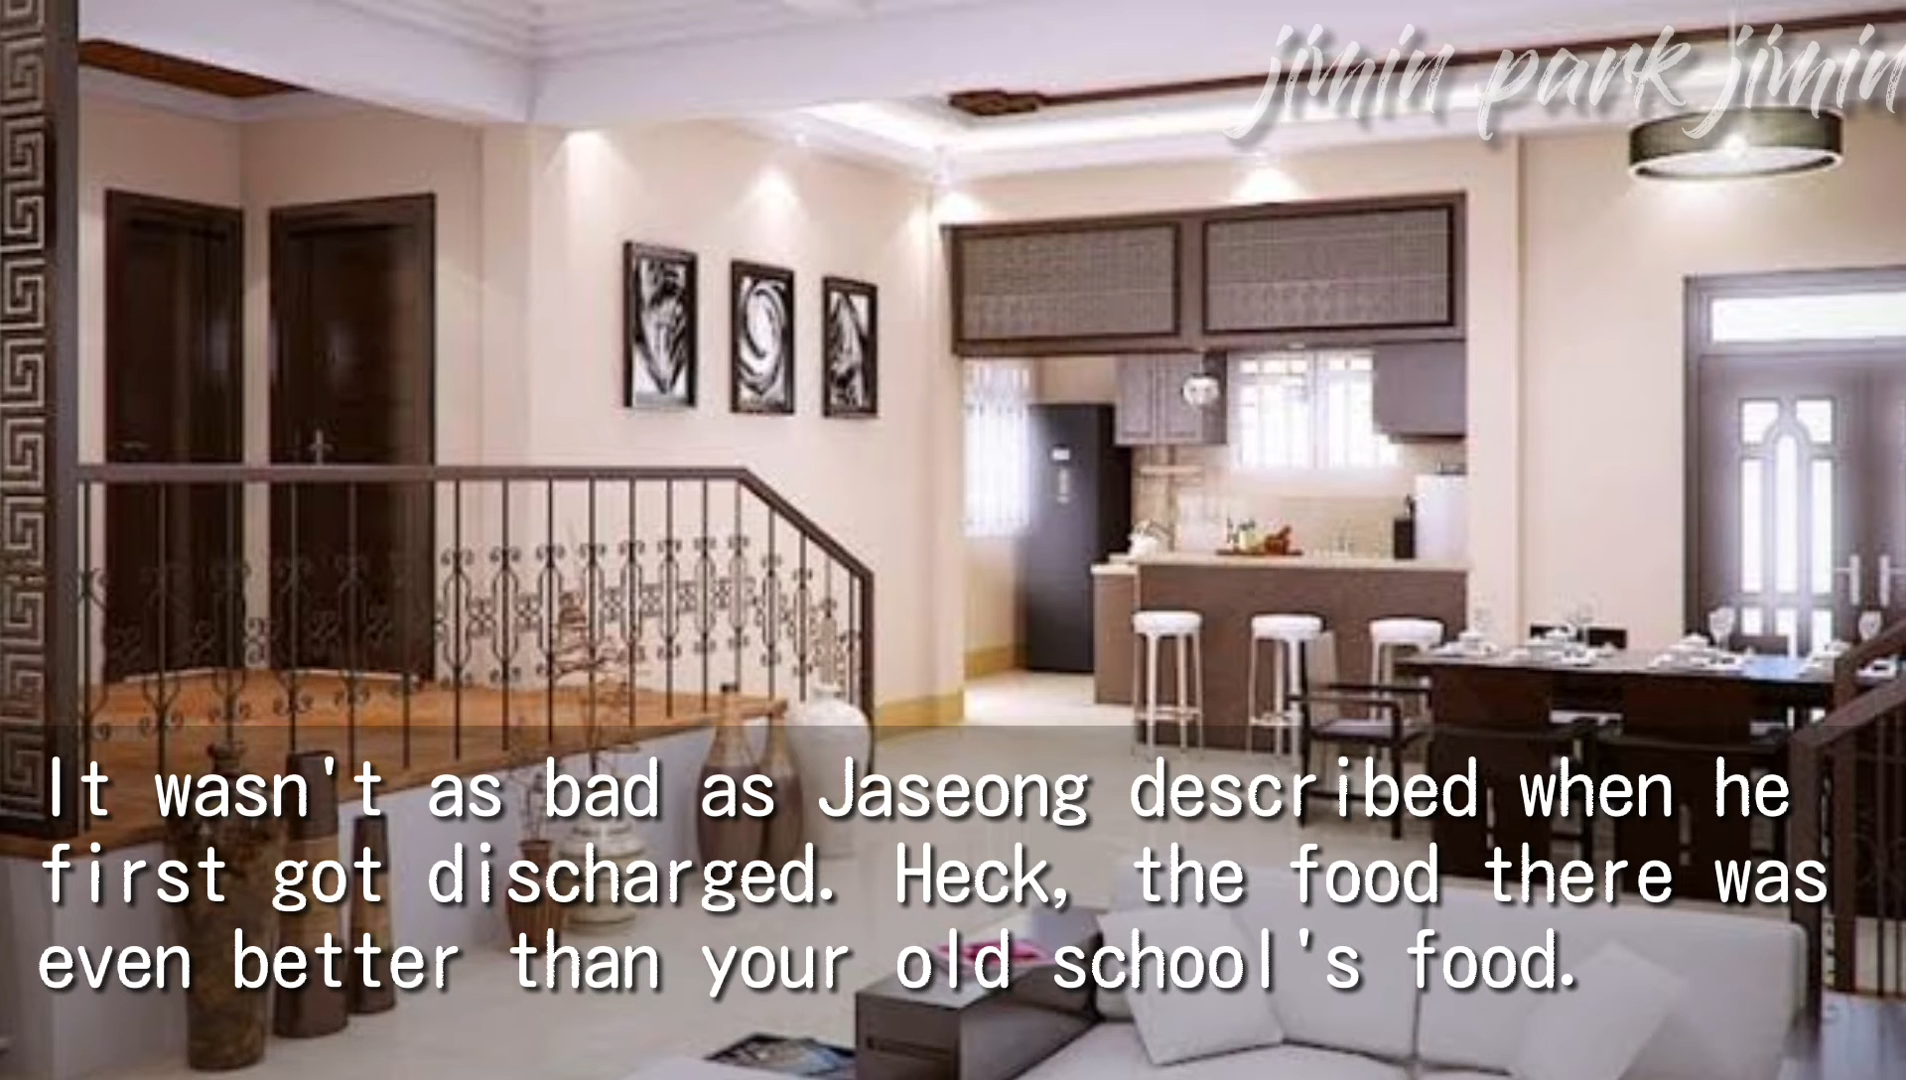 jimin park jimin
It wasn't as bad as Jaseong described when he
first got discharged. Heck, the food there was
even better than your old school's food.